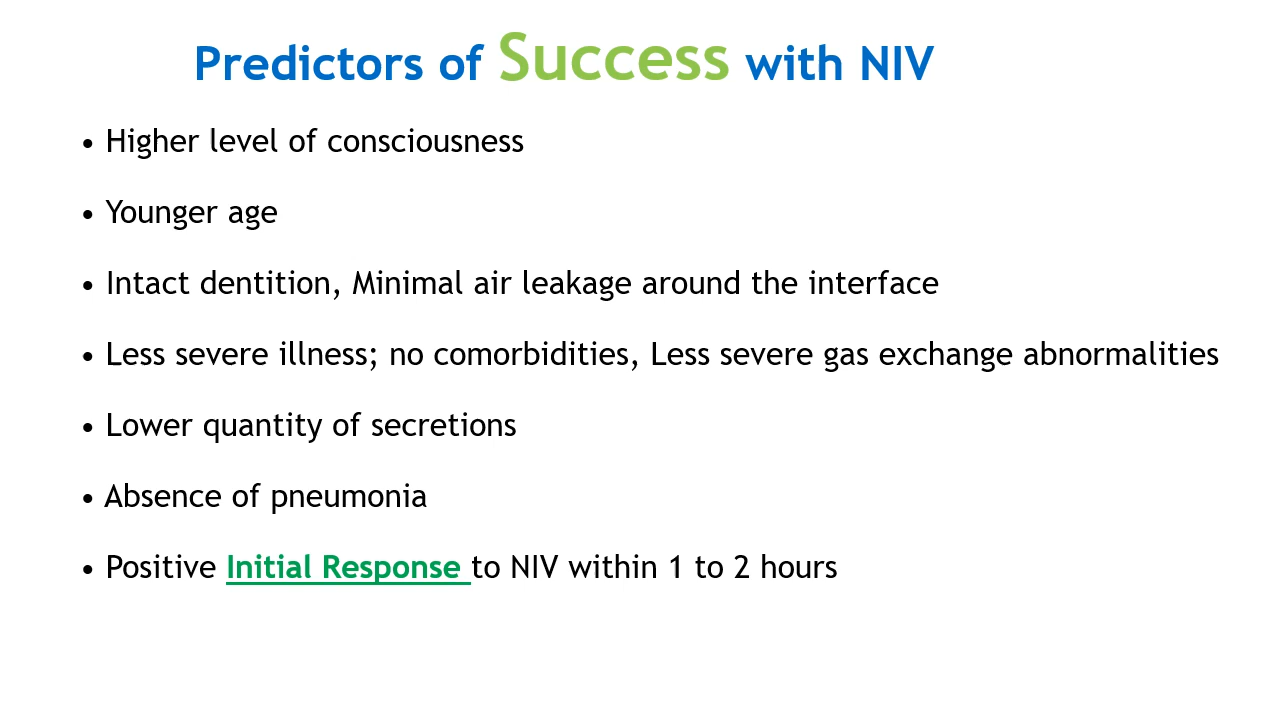 Predictors of Success with NIV
• Higher level of consciousness
• Younger age
• Intact dentition, Minimal air leakage around the interface
• Less severe illness; no comorbidities, Less severe gas exchange abnormalities
• Lower quantity of secretions
• Absence of pneumonia
• Positive Initial Response to NIV within 1 to 2 hours